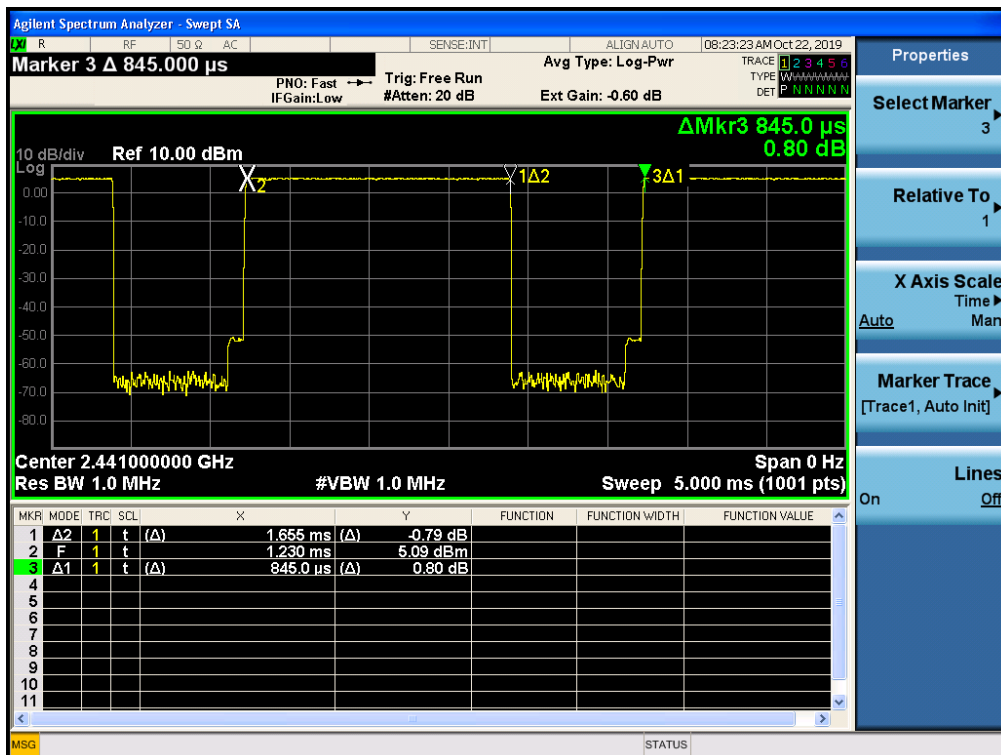 Agilent Spectrum Analyzer - Swept SA
LXI R RF 50 Ω AC SENSE:INT ALIGN AUTO 08:23:23 AM Oct 22, 2019
Marker 3 Δ 845.000 µs
PNO: Fast
IFGain:Low
Trig: Free Run
#Atten: 20 dB
Avg Type: Log-Pwr
Ext Gain: -0.60 dB
TRACE 1 2 3 4 5 6
TYPE W
DET P N N N N N
ΔMkr3 845.0 µs
0.80 dB
10 dB/div Ref 10.00 dBm
Log
0.00
-10.0
-20.0
-30.0
-40.0
-50.0
-60.0
-70.0
-80.0
2
1Δ2
3Δ1
Center 2.441000000 GHz Span 0 Hz
Res BW 1.0 MHz #VBW 1.0 MHz Sweep 5.000 ms (1001 pts)
MKR MODE TRC SCL X Y FUNCTION FUNCTION WIDTH FUNCTION VALUE
1 Δ2 1 t (Δ) 1.655 ms (Δ) -0.79 dB
2 F 1 t 1.230 ms 5.09 dBm
3 Δ1 1 t (Δ) 845.0 µs (Δ) 0.80 dB
4
5
6
7
8
9
10
11
MSG STATUS
Properties
Select Marker
3
Relative To
1
X Axis Scale
Time
Auto Man
Marker Trace
[Trace1, Auto Init]
Lines
On Off